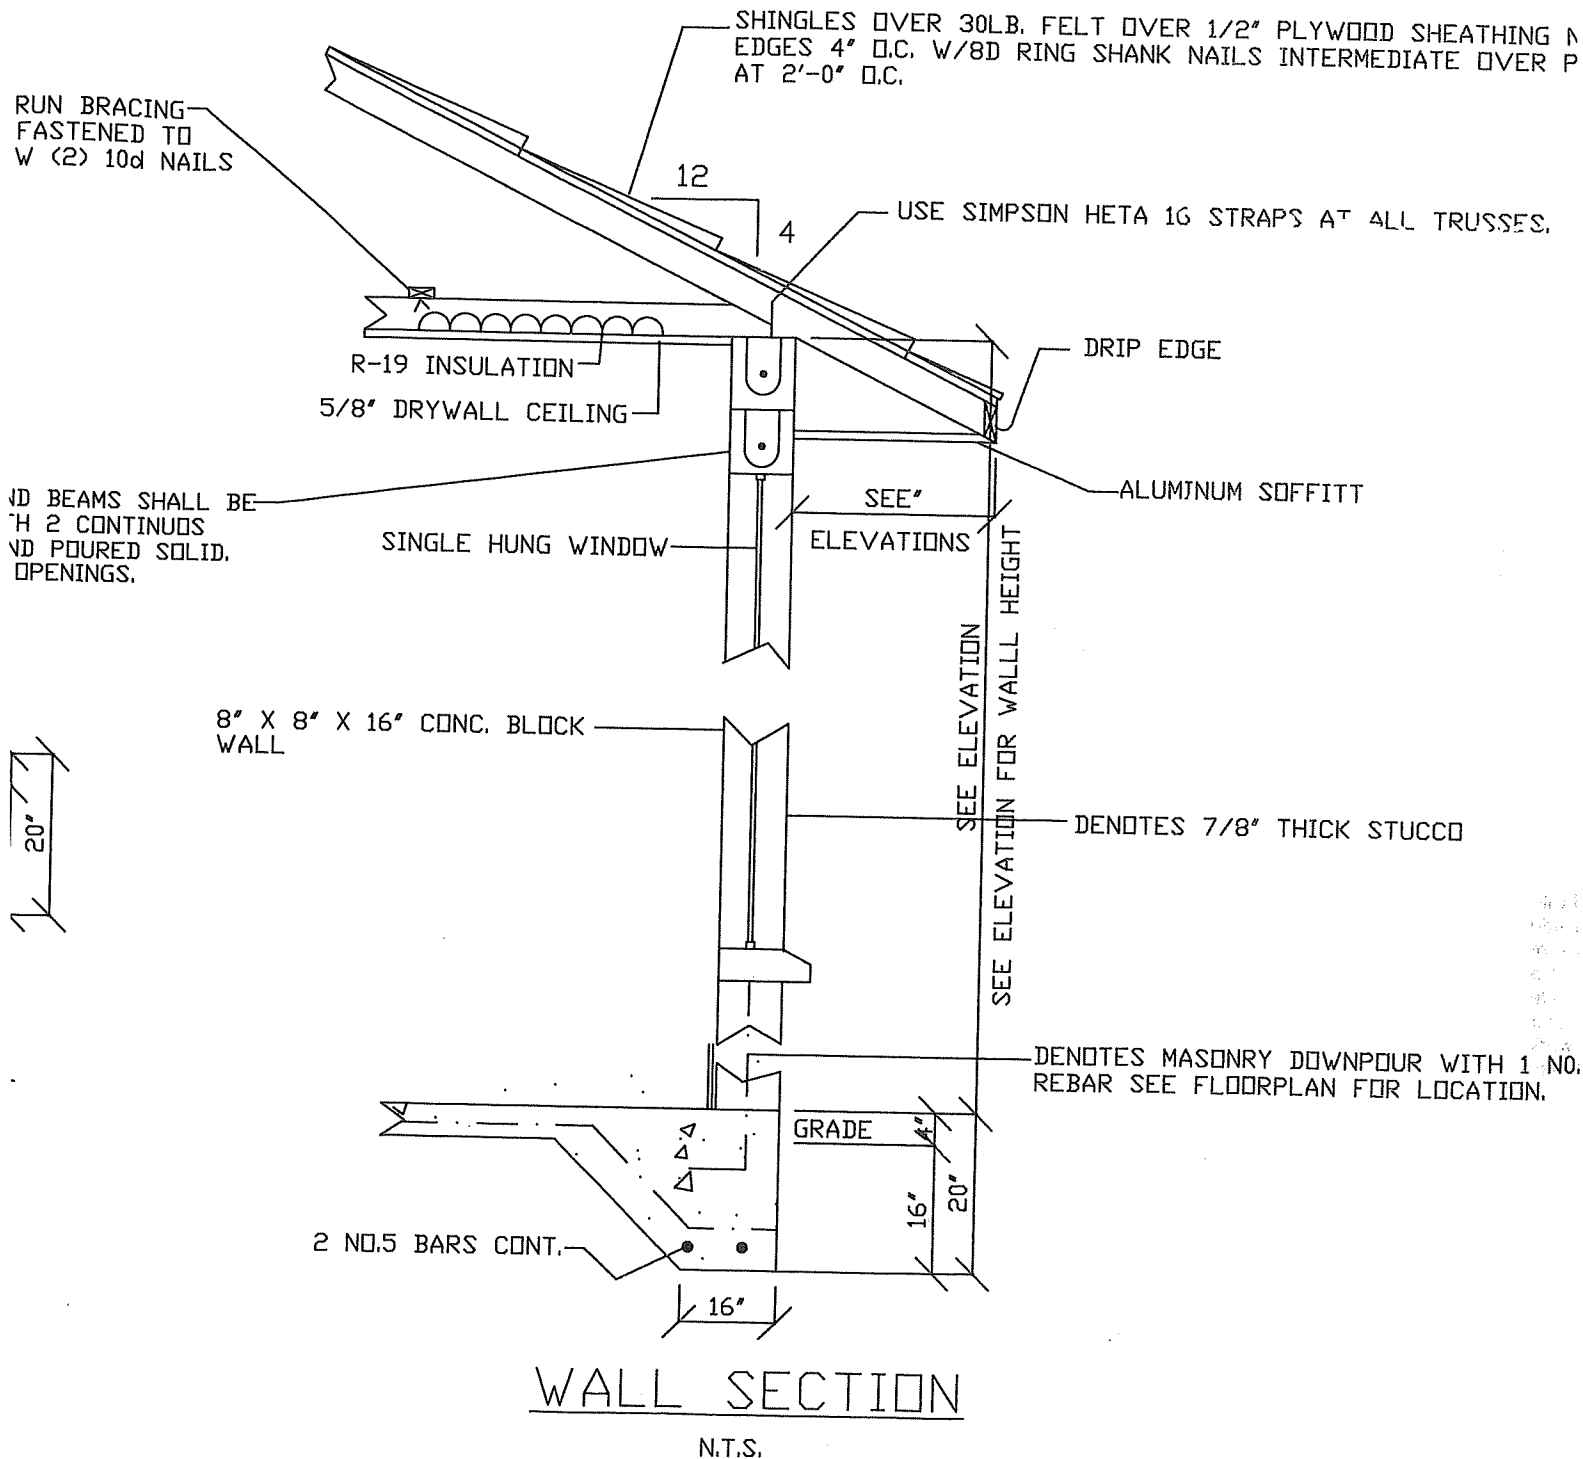 SHINGLES OVER 30LB. FELT OVER 1/2" PLYWOOD SHEATHING
EDGES 4" O.C. W/8D RING SHANK NAILS INTERMEDIATE OVER
AT 2'-0" O.C.
RUN BRACING
FASTENED TO
W (2) 10d NAILS
12
4
USE SIMPSON HETA 16 STRAPS AT ALL TRUSSES.
R-19 INSULATION
5/8" DRYWALL CEILING
DRIP EDGE
ALUMINUM SOFFITT
BEAMS SHALL BE
2 CONTINUOS
POURED SOLID.
OPENINGS.
SEE"
ELEVATIONS
SINGLE HUNG WINDOW
SEE ELEVATION
SEE ELEVATION FOR WALL HEIGHT
8" X 8" X 16" CONC. BLOCK
WALL
20"
DENOTES 7/8" THICK STUCCO
DENOTES MASONRY DOWNPOUR WITH 1 NO.
REBAR SEE FLOORPLAN FOR LOCATION.
GRADE
4"
16"
20"
2 NO.5 BARS CONT.
16"
WALL SECTION
N.T.S.